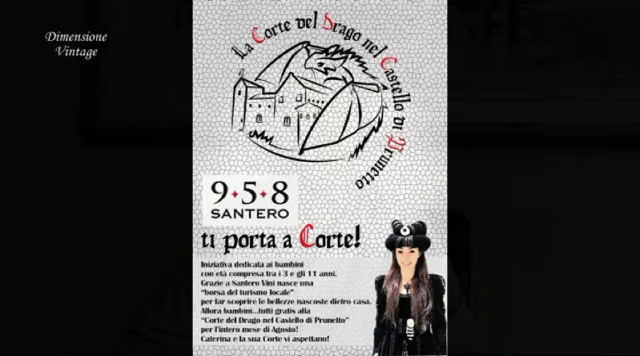 Dimensione
Vintage
La Corte del Drago nel Castello di Prunetto
9•5•8
SANTERO
ti porta a Corte!
Iniziativa dedicata ai bambini
con età compresa tra i 3 e gli 11 anni.
Grazie a Santero Vini nasce una
"borsa del turismo locale"
per far scoprire le bellezze nascoste dietro casa.
Allora bambini...tutti gratis alla
"Corte del Drago nel Castello di Prunetto"
per l'intero mese di Agosto!
Caterina e la sua Corte vi aspettano!